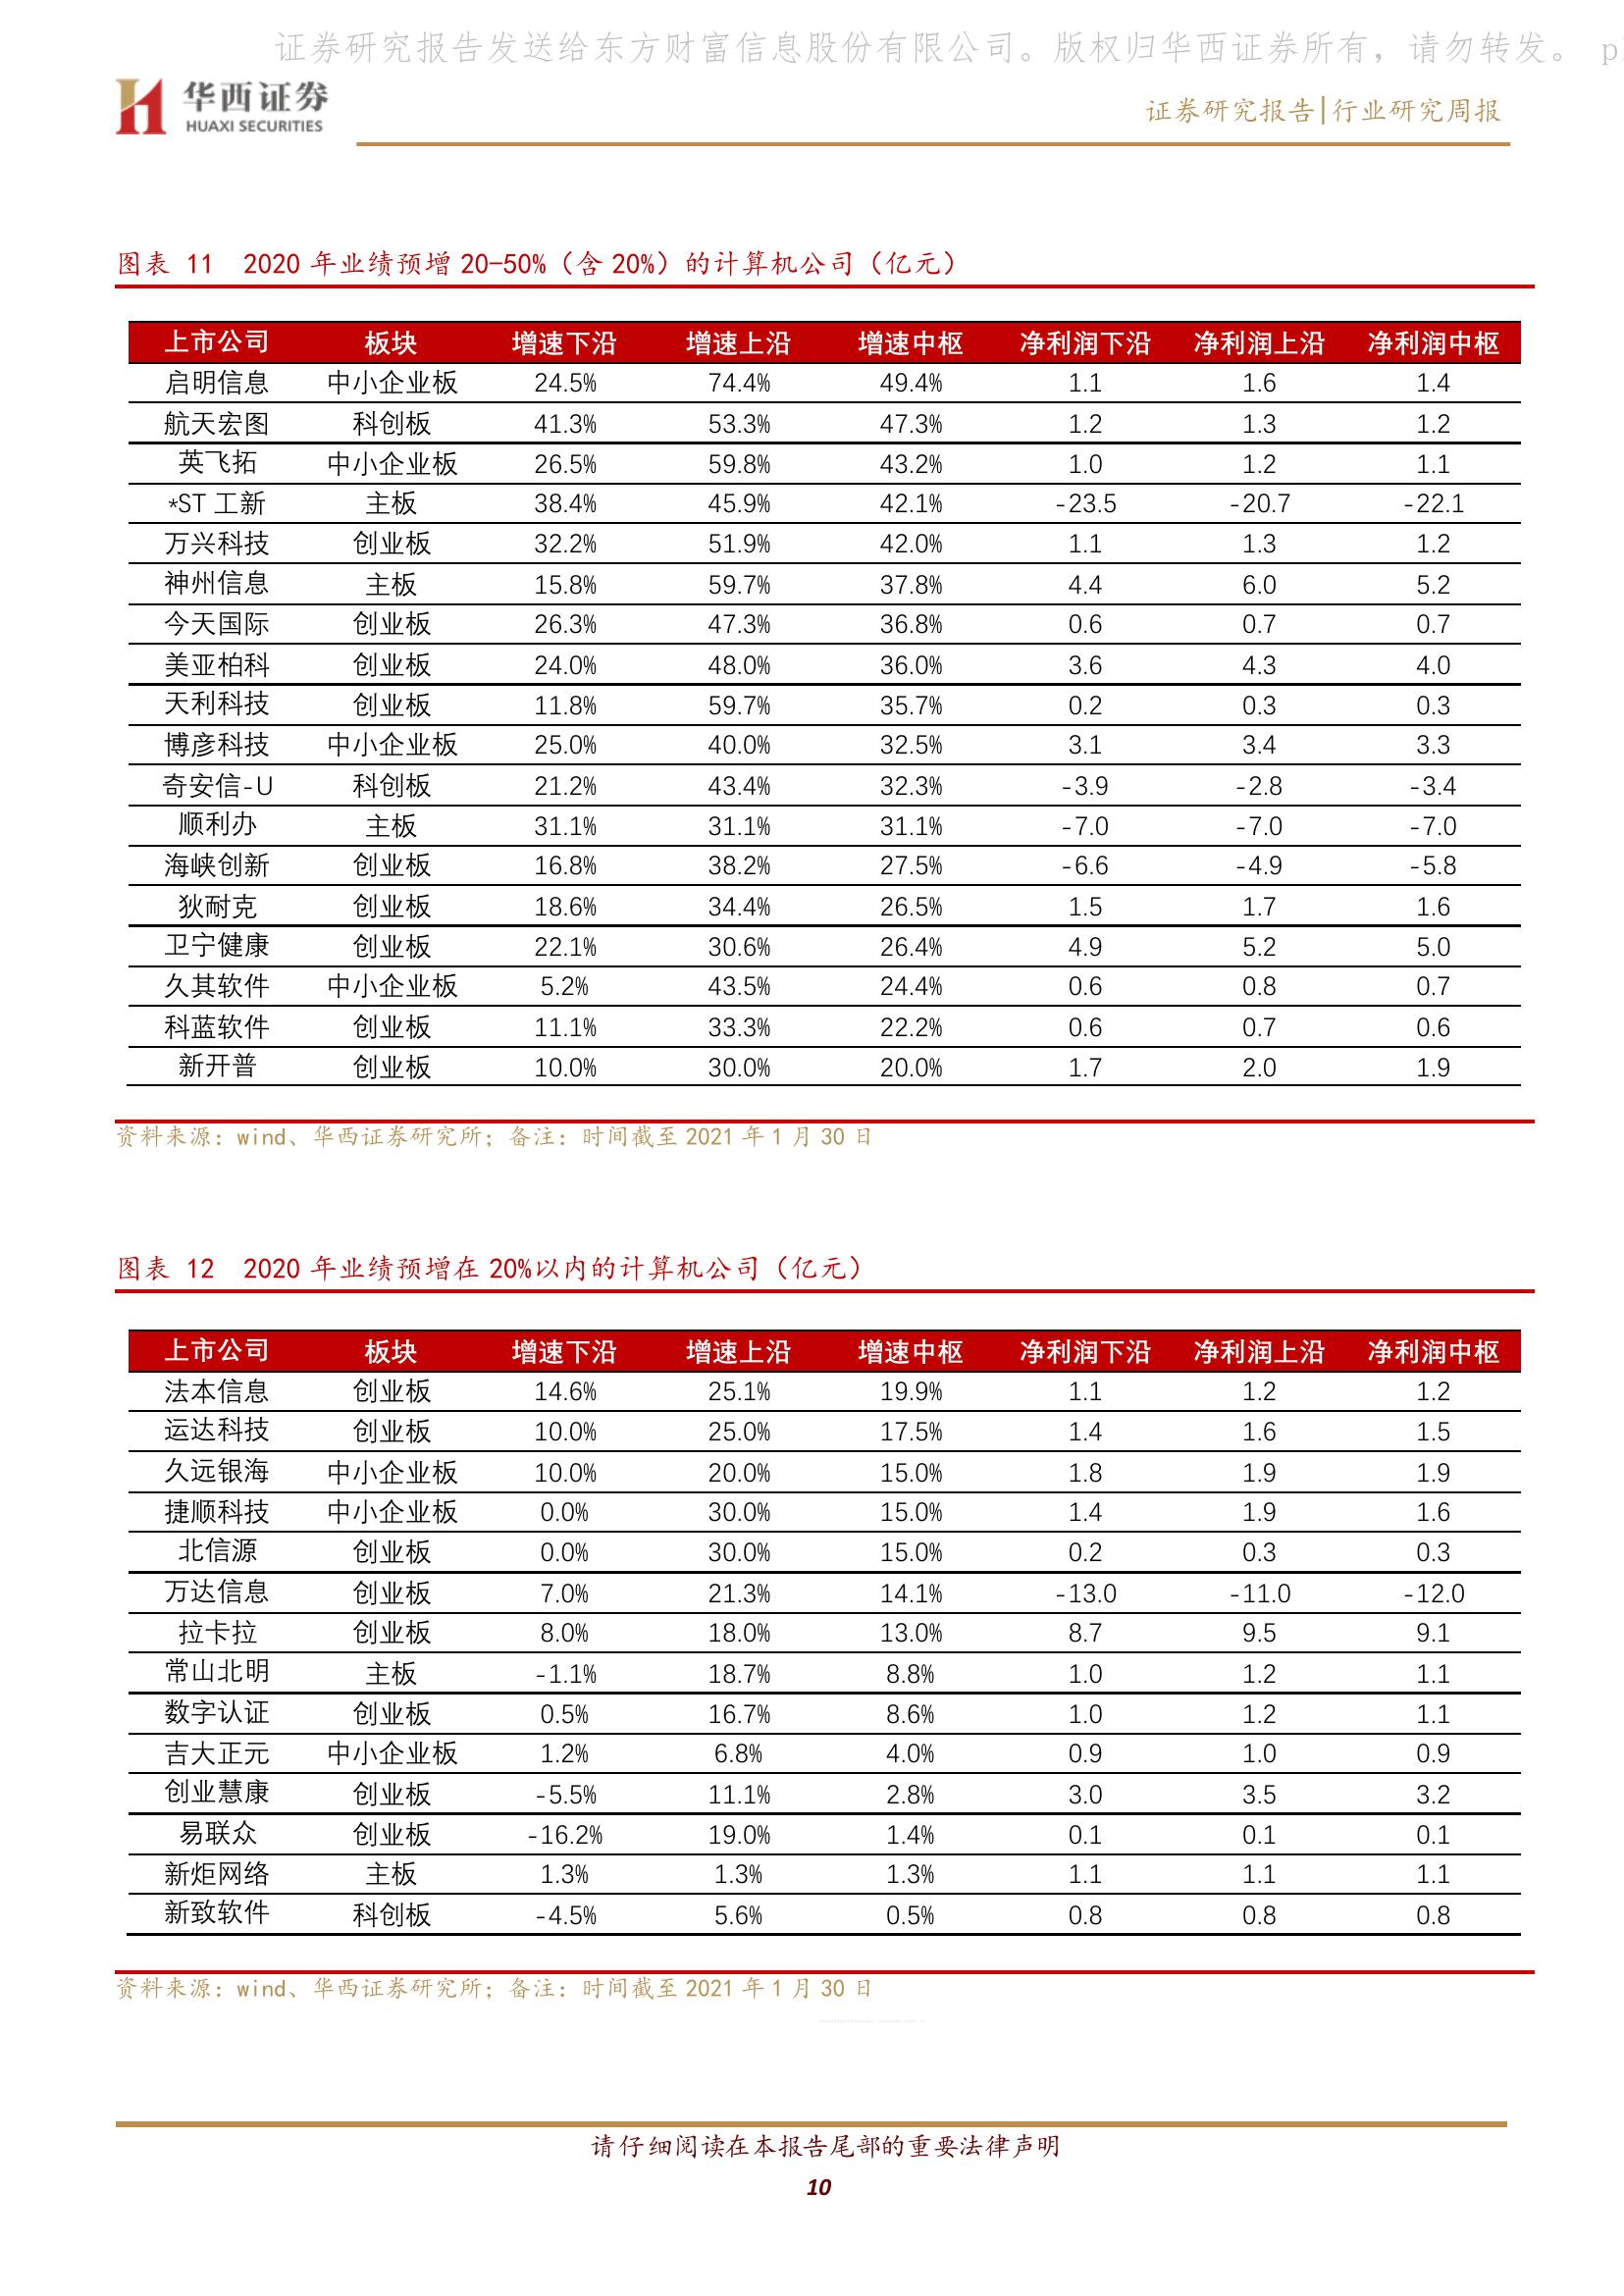 证券研究报告发送给东方财富信息股份有限公司。版权归华西证券所有，请勿转发。 p
华西证券
HUAXI SECURITIES
证券研究报告|行业研究周报
图表 11 2020 年业绩预增 20-50%（含 20%）的计算机公司（亿元）
上市公司 板块 增速下沿 增速上沿 增速中枢 净利润下沿 净利润上沿 净利润中枢
启明信息 中小企业板 24.5% 74.4% 49.4% 1.1 1.6 1.4
航天宏图 科创板 41.3% 53.3% 47.3% 1.2 1.3 1.2
英飞拓 中小企业板 26.5% 59.8% 43.2% 1.0 1.2 1.1
*ST 工新 主板 38.4% 45.9% 42.1% -23.5 -20.7 -22.1
万兴科技 创业板 32.2% 51.9% 42.0% 1.1 1.3 1.2
神州信息 主板 15.8% 59.7% 37.8% 4.4 6.0 5.2
今天国际 创业板 26.3% 47.3% 36.8% 0.6 0.7 0.7
美亚柏科 创业板 24.0% 48.0% 36.0% 3.6 4.3 4.0
天利科技 创业板 11.8% 59.7% 35.7% 0.2 0.3 0.3
博彦科技 中小企业板 25.0% 40.0% 32.5% 3.1 3.4 3.3
奇安信-U 科创板 21.2% 43.4% 32.3% -3.9 -2.8 -3.4
顺利办 主板 31.1% 31.1% 31.1% -7.0 -7.0 -7.0
海峡创新 创业板 16.8% 38.2% 27.5% -6.6 -4.9 -5.8
狄耐克 创业板 18.6% 34.4% 26.5% 1.5 1.7 1.6
卫宁健康 创业板 22.1% 30.6% 26.4% 4.9 5.2 5.0
久其软件 中小企业板 5.2% 43.5% 24.4% 0.6 0.8 0.7
科蓝软件 创业板 11.1% 33.3% 22.2% 0.6 0.7 0.6
新开普 创业板 10.0% 30.0% 20.0% 1.7 2.0 1.9
资料来源：wind、华西证券研究所；备注：时间截至 2021 年 1 月 30 日
图表 12 2020 年业绩预增在 20%以内的计算机公司（亿元）
上市公司 板块 增速下沿 增速上沿 增速中枢 净利润下沿 净利润上沿 净利润中枢
法本信息 创业板 14.6% 25.1% 19.9% 1.1 1.2 1.2
运达科技 创业板 10.0% 25.0% 17.5% 1.4 1.6 1.5
久远银海 中小企业板 10.0% 20.0% 15.0% 1.8 1.9 1.9
捷顺科技 中小企业板 0.0% 30.0% 15.0% 1.4 1.9 1.6
北信源 创业板 0.0% 30.0% 15.0% 0.2 0.3 0.3
万达信息 创业板 7.0% 21.3% 14.1% -13.0 -11.0 -12.0
拉卡拉 创业板 8.0% 18.0% 13.0% 8.7 9.5 9.1
常山北明 主板 -1.1% 18.7% 8.8% 1.0 1.2 1.1
数字认证 创业板 0.5% 16.7% 8.6% 1.0 1.2 1.1
吉大正元 中小企业板 1.2% 6.8% 4.0% 0.9 1.0 0.9
创业慧康 创业板 -5.5% 11.1% 2.8% 3.0 3.5 3.2
易联众 创业板 -16.2% 19.0% 1.4% 0.1 0.1 0.1
新炬网络 主板 1.3% 1.3% 1.3% 1.1 1.1 1.1
新致软件 科创板 -4.5% 5.6% 0.5% 0.8 0.8 0.8
资料来源：wind、华西证券研究所；备注：时间截至 2021 年 1 月 30 日
请仔细阅读在本报告尾部的重要法律声明
10